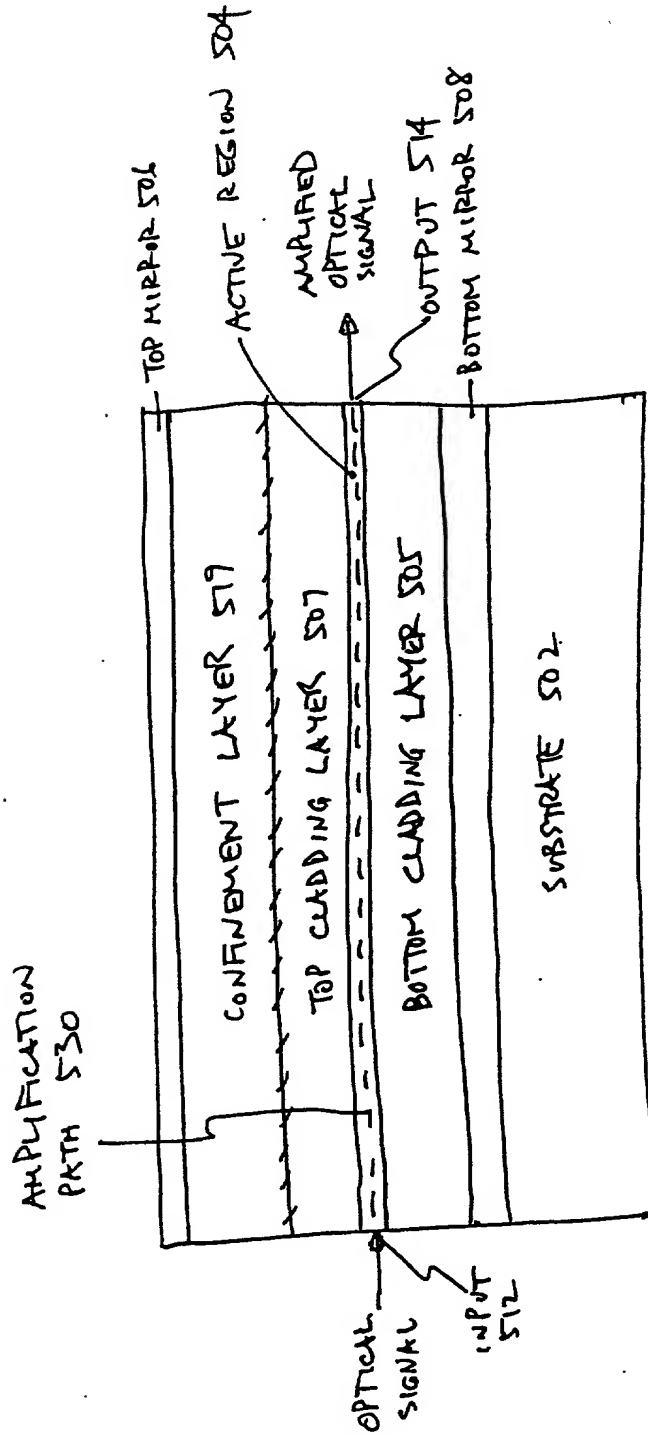 AMPLIFICATION
PATH 530
TOP MIRROR 506
ACTIVE REGION 504
CONFINEMENT LAYER 519
TOP CLADDING LAYER 507
AMPLIFIED
OPTICAL
SIGNAL
OPTICAL
SIGNAL
INPUT
512
OUTPUT 514
BOTTOM CLADDING LAYER 505
BOTTOM MIRROR 508
SUBSTRATE 502